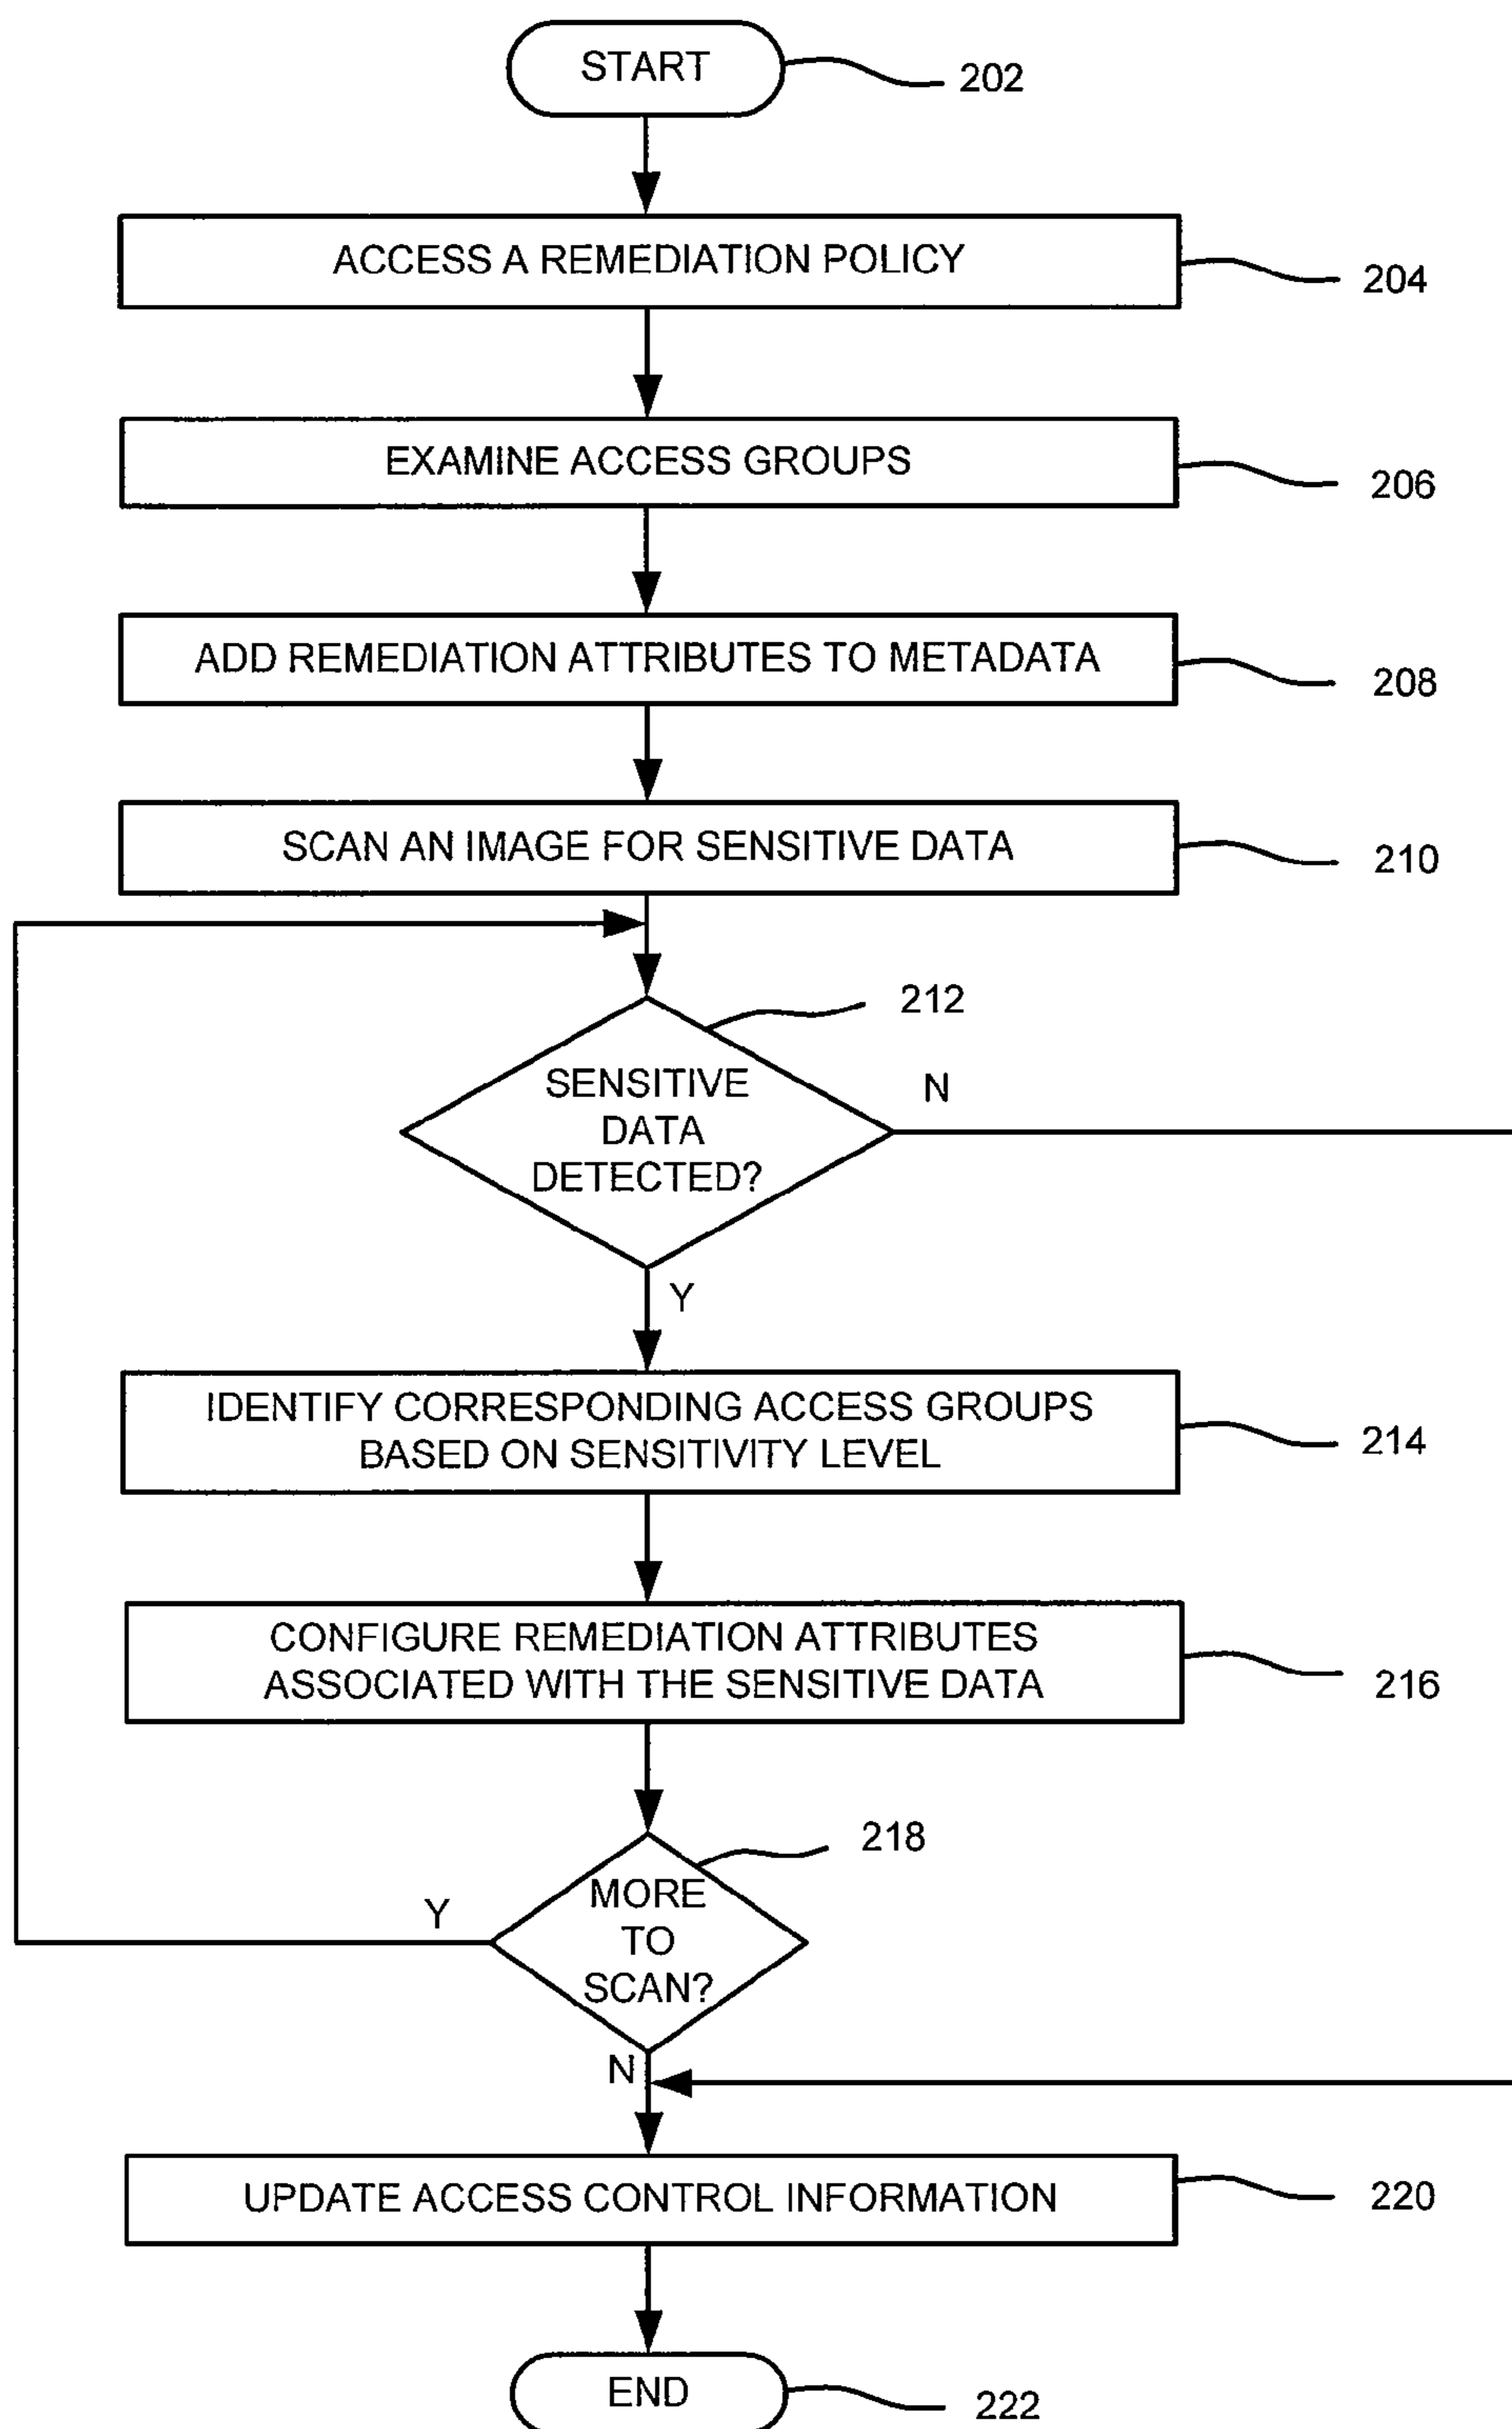 START
202
ACCESS A REMEDIATION POLICY
204
EXAMINE ACCESS GROUPS
206
ADD REMEDIATION ATTRIBUTES TO METADATA
208
SCAN AN IMAGE FOR SENSITIVE DATA
210
212
SENSITIVE
DATA
DETECTED?
N
Y
IDENTIFY CORRESPONDING ACCESS GROUPS
BASED ON SENSITIVITY LEVEL
214
CONFIGURE REMEDIATION ATTRIBUTES
ASSOCIATED WITH THE SENSITIVE DATA
216
218
MORE
TO
SCAN?
Y
N
UPDATE ACCESS CONTROL INFORMATION
220
END
222